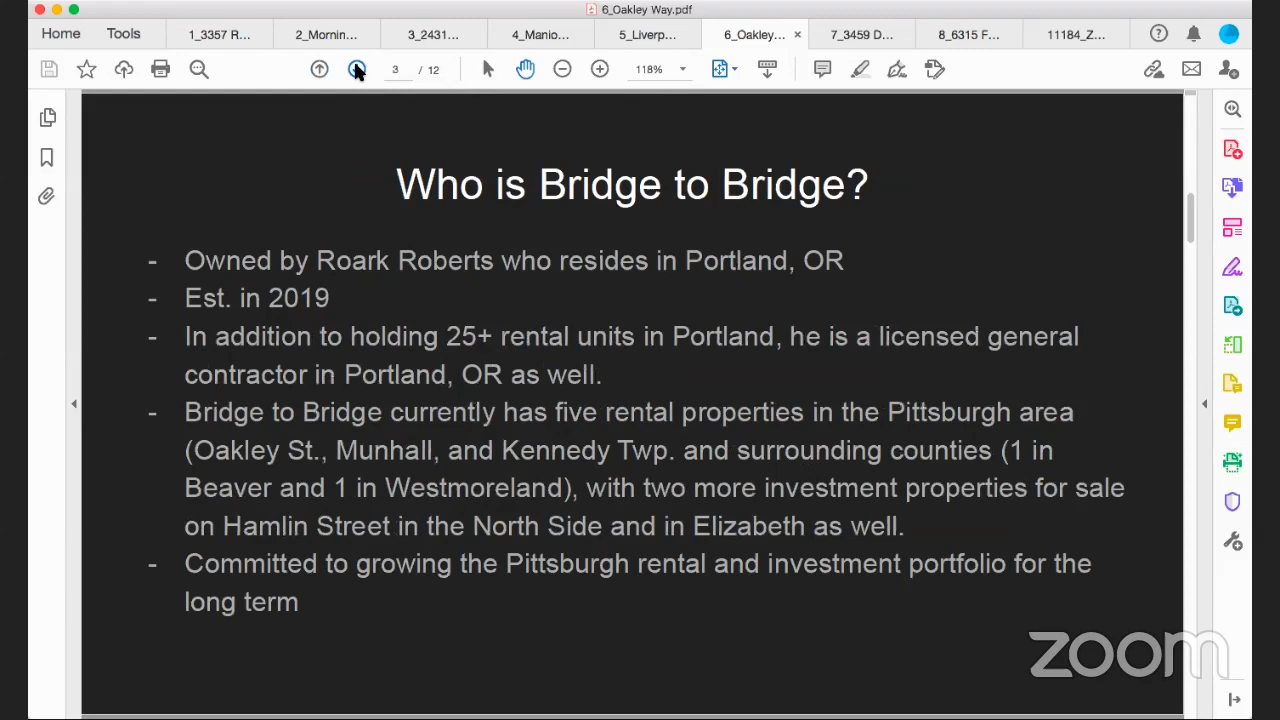 6_Oakley Way.pdf
Home Tools 1_3357 R... 2_Mornin... 3_2431... 4_Manio... 5_Liverp... 6_Oakley... × 7_3459 D... 8_6315 F... 11184_Z...
3 / 12 118%
Who is Bridge to Bridge?
- Owned by Roark Roberts who resides in Portland, OR
- Est. in 2019
- In addition to holding 25+ rental units in Portland, he is a licensed general
contractor in Portland, OR as well.
- Bridge to Bridge currently has five rental properties in the Pittsburgh area
(Oakley St., Munhall, and Kennedy Twp. and surrounding counties (1 in
Beaver and 1 in Westmoreland), with two more investment properties for sale
on Hamlin Street in the North Side and in Elizabeth as well.
- Committed to growing the Pittsburgh rental and investment portfolio for the
long term
zoom